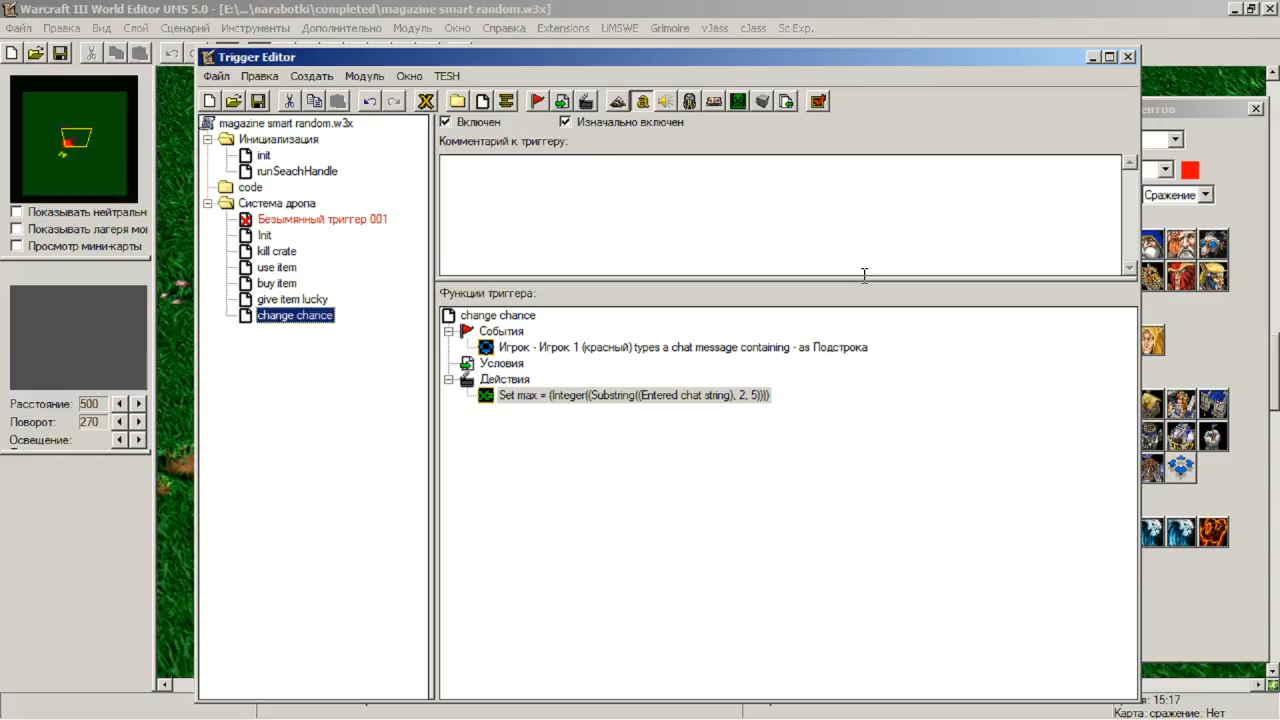 Warcraft III World Editor UMS 5.0 - [E:\...\narabotki\completed\magazine smart random.w3x]
Файл Правка Вид Слой Сценарий Инструменты Дополнительно Модуль Окно Справка Extensions UMSWE Grimoire vJass cJass Sc Exp.
Trigger Editor
Файл Правка Создать Модуль Окно TESH
magazine smart random.w3x
Инициализация
init
runSeachHandle
code
Система дропа
Безымянный триггер 001
Init
kill crate
use item
buy item
give item lucky
change chance
Включен
Изначально включен
Комментарий к триггеру:
Функции триггера:
change chance
События
Игрок - Игрок 1 (красный) types a chat message containing - as Подстрока
Условия
Действия
Set max = (Integer((Substring((Entered chat string), 2, 5))))
Показывать нейтральн
Показывать лагеря мо
Просмотр мини-карты
Расстояние: 500
Поворот: 270
Освещение:
ентов
Сражение
15:17
Карта: сражение: Нет